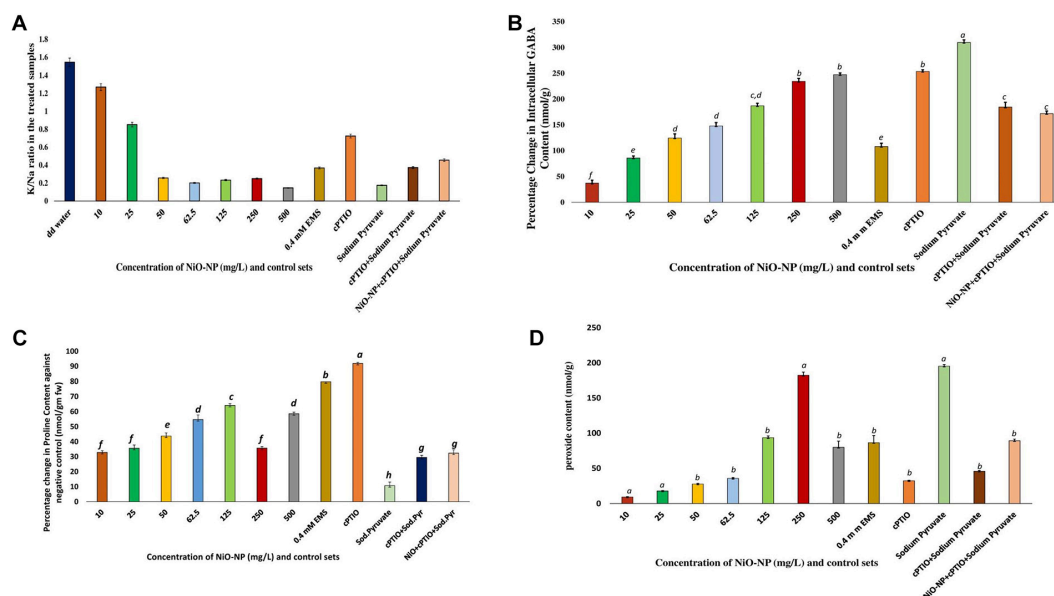 A
K/Na ratio in the treated samples
1.8
1.6
1.4
1.2
1
0.8
0.6
0.4
0.2
0
dd water
10
25
50
62.5
125
250
500
0.4 mM EMS
cPTIO
Sodium Pyruvate
cPTIO+Sodium Pyruvate
NiO-NP+cPTIO+Sodium Pyruvate
Concentration of NiO-NP (mg/L) and control sets
B
Percentage Change in Intracellular GABA
Content (nmol/g)
350
300
250
200
150
100
50
0
f
e
d
d
c,d
b
b
e
b
a
c
c
10
25
50
62.5
125
250
500
0.4 m m EMS
cPTIO
Sodium Pyruvate
cPTIO+Sodium Pyruvate
NiO-NP+cPTIO+Sodium Pyruvare
Concentration of NiO-NP (mg/L) and control sets
C
Percentage change in Proline Content against
negative control (nmol/gm fw)
100
90
80
70
60
50
40
30
20
10
0
f
f
e
d
c
f
d
b
a
h
g
g
10
25
50
62.5
125
250
500
0.4 mM EMS
cPTIO
Sod.Pyruvate
cPTIO+Sod.Pyr
NiO+cPTIO+Sod.Pyr
Concentration of NiO-NP (mg/L) and control sets
D
peroxide content (nmol/g)
250
200
150
100
50
0
a
a
b
b
b
a
b
b
b
a
b
b
10
25
50
62.5
125
250
500
0.4 m m EMS
cPTIO
Sodium Pyruvate
cPTIO+Sodium Pyruvate
NiO-NP+cPTIO+Sodium Pyruvate
Concentration of NiO-NP (mg/L) and control sets